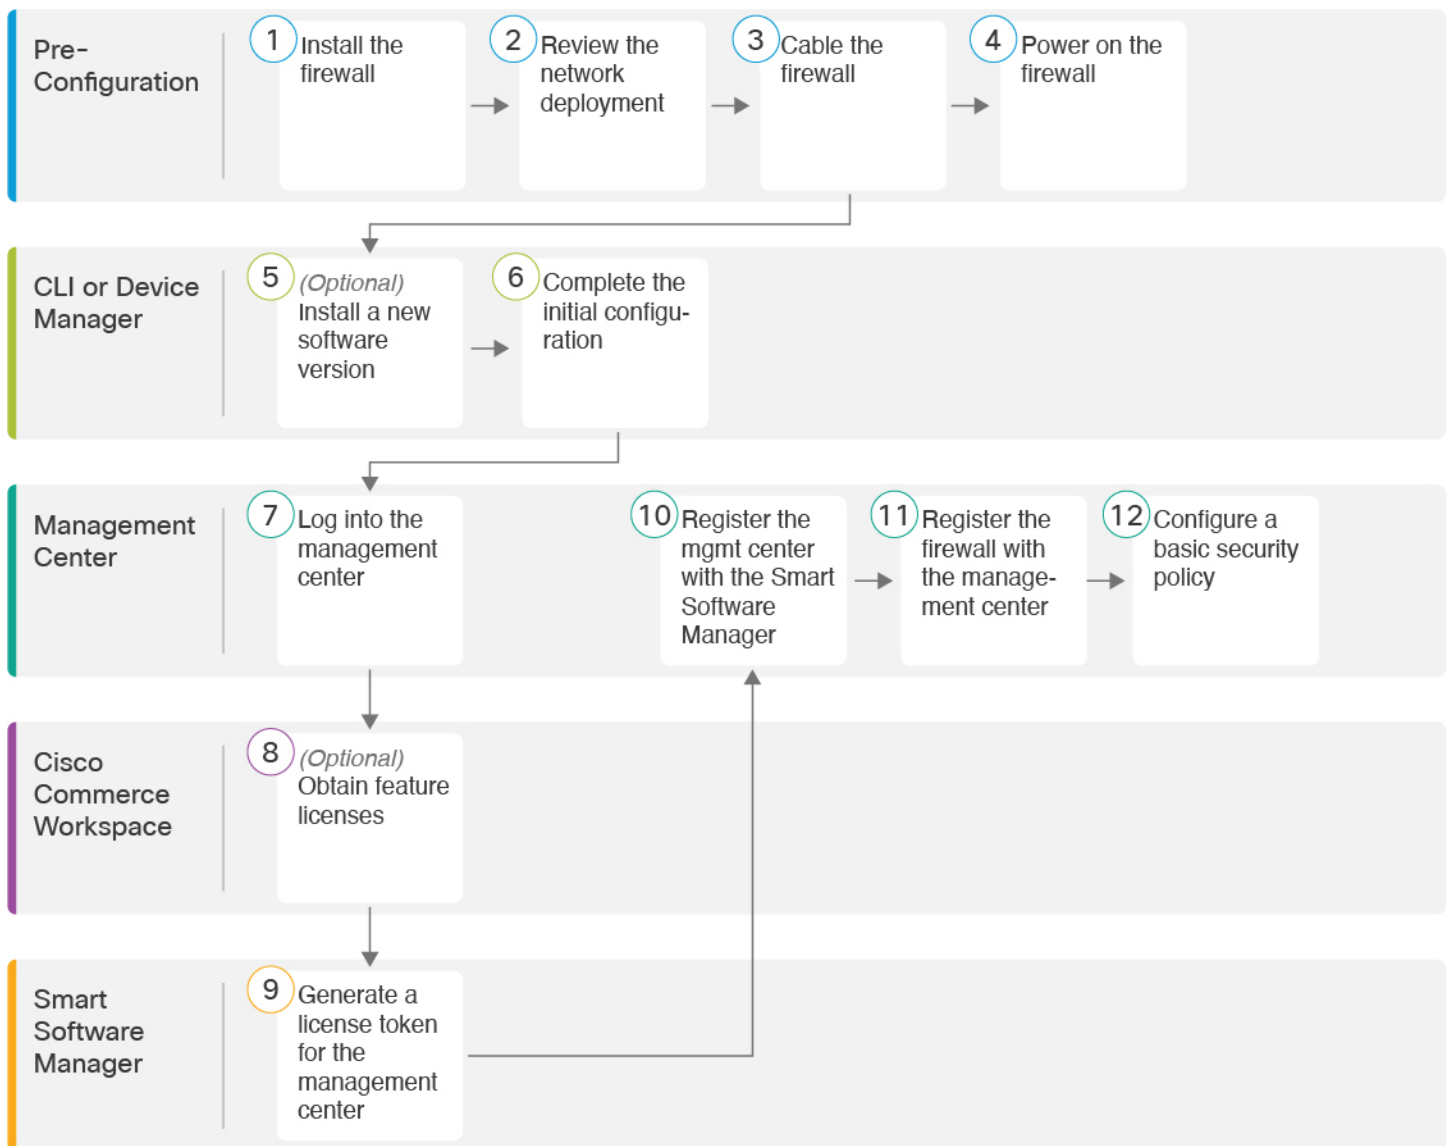 Pre-
Configuration
1
Install the
firewall
2
Review the
network
deployment
3
Cable the
firewall
4
Power on the
firewall
CLI or Device
Manager
5
(Optional)
Install a new
software
version
6
Complete the
initial configu-
ration
Management
Center
7
Log into the
management
center
10
Register the
mgmt center
with the Smart
Software
Manager
11
Register the
firewall with
the manage-
ment center
12
Configure a
basic security
policy
Cisco
Commerce
Workspace
8
(Optional)
Obtain feature
licenses
Smart
Software
Manager
9
Generate a
license token
for the
management
center